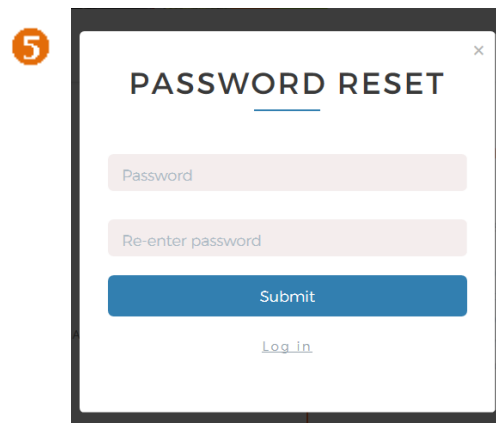 5
×
PASSWORD RESET
Password
Re-enter password
Submit
A
Log in